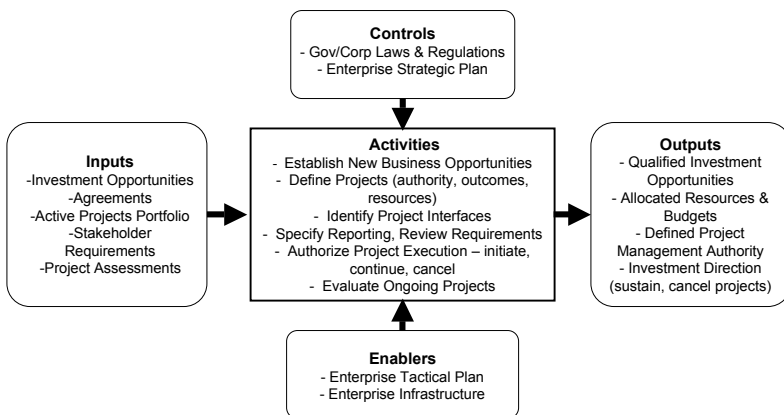 Controls
- Gov/Corp Laws & Regulations
- Enterprise Strategic Plan
Inputs
-Investment Opportunities
-Agreements
-Active Projects Portfolio
-Stakeholder
Requirements
-Project Assessments
Activities
- Establish New Business Opportunities
- Define Projects (authority, outcomes,
resources)
- Identify Project Interfaces
- Specify Reporting, Review Requirements
- Authorize Project Execution – initiate,
continue, cancel
- Evaluate Ongoing Projects
Outputs
- Qualified Investment
Opportunities
- Allocated Resources &
Budgets
- Defined Project
Management Authority
- Investment Direction
(sustain, cancel projects)
Enablers
- Enterprise Tactical Plan
- Enterprise Infrastructure